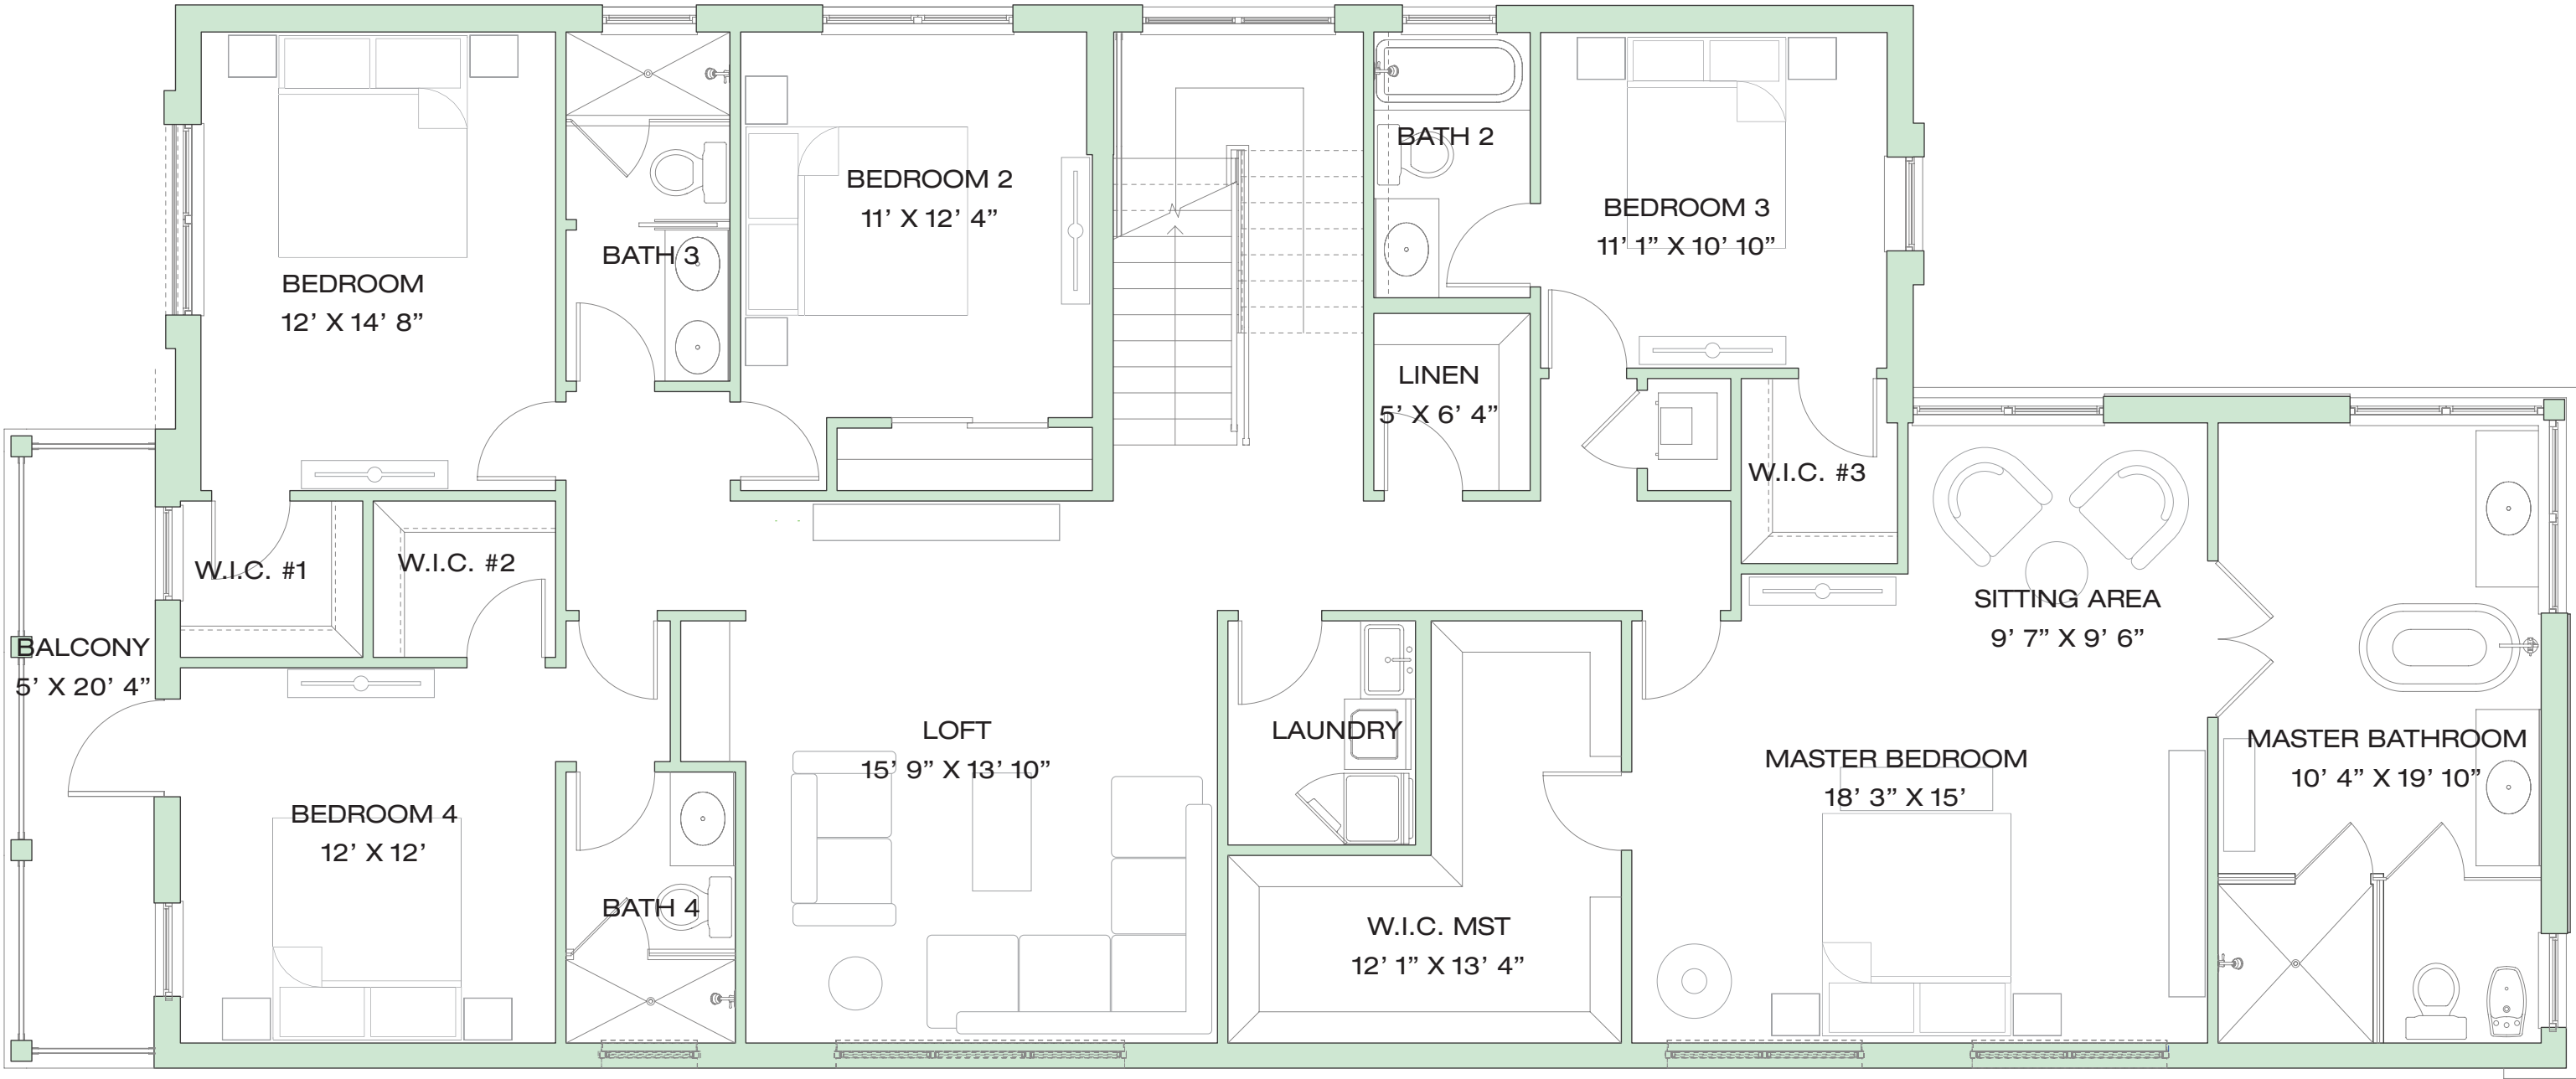 BEDROOM
12’ X 14’ 8”
BATH 3
BEDROOM 2
11’ X 12’ 4”
BATH 2
BEDROOM 3
11’ 1” X 10’ 10”
LINEN
5’ X 6’ 4”
W.I.C. #3
W.I.C. #1
W.I.C. #2
BALCONY
5’ X 20’ 4”
SITTING AREA
9’ 7” X 9’ 6”
LOFT
15’ 9” X 13’ 10”
LAUNDRY
MASTER BEDROOM
18’ 3” X 15’
MASTER BATHROOM
10’ 4” X 19’ 10”
BEDROOM 4
12’ X 12’
BATH 4
W.I.C. MST
12’ 1” X 13’ 4”